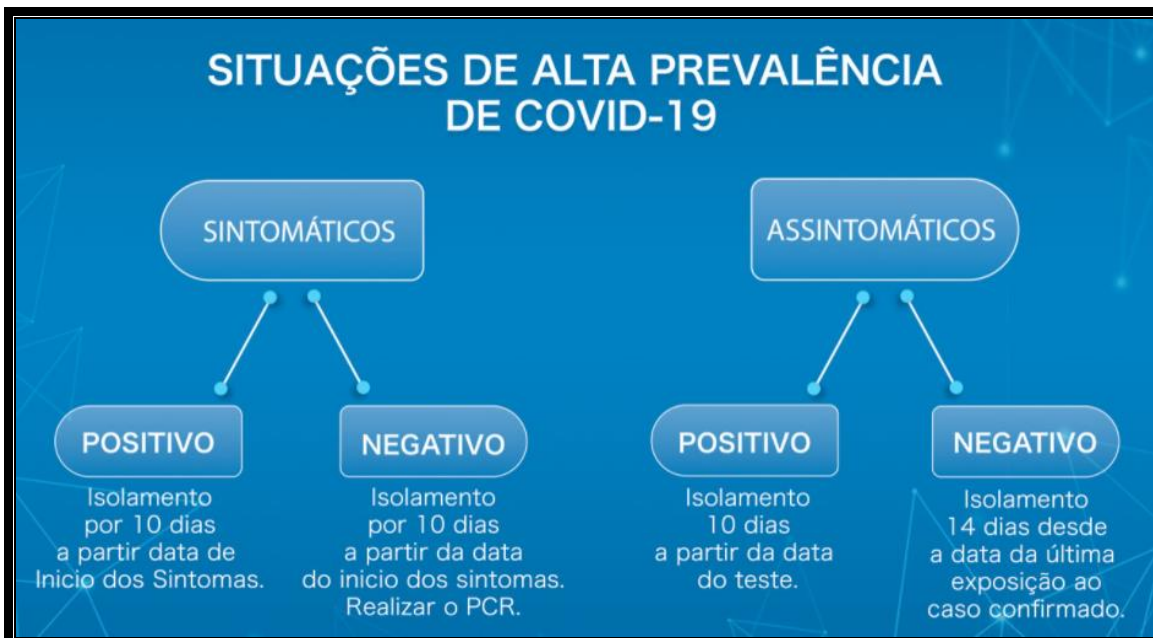 SITUAÇÕES DE ALTA PREVALÊNCIA
DE COVID-19
SINTOMÁTICOS
POSITIVO
Isolamento
por 10 dias
a partir data de
Inicio dos Sintomas.
NEGATIVO
Isolamento
por 10 dias
a partir da data
do inicio dos sintomas.
Realizar o PCR.
ASSINTOMÁTICOS
POSITIVO
Isolamento
10 dias
a partir da data
do teste.
NEGATIVO
Isolamento
14 dias desde
a data da última
exposição ao
caso confirmado.